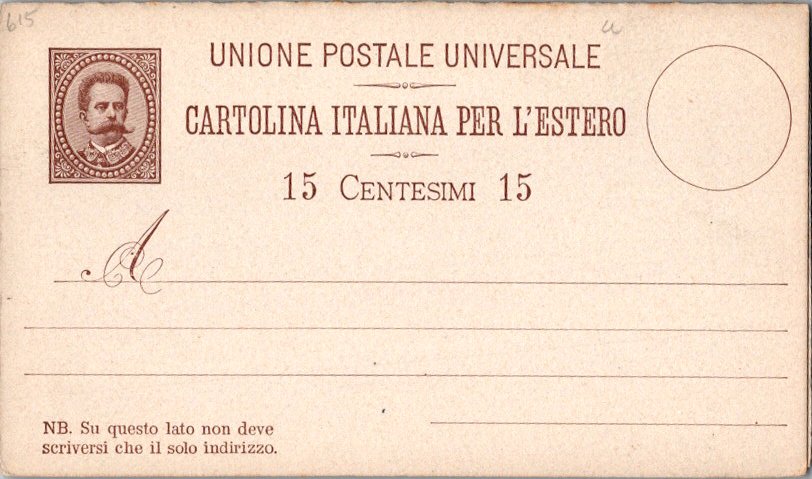 615
UNIONE POSTALE UNIVERSALE
CARTOLINA ITALIANA PER L'ESTERO
15 CENTESIMI 15
A
NB. Su questo lato non deve
scriversi che il solo indirizzo.